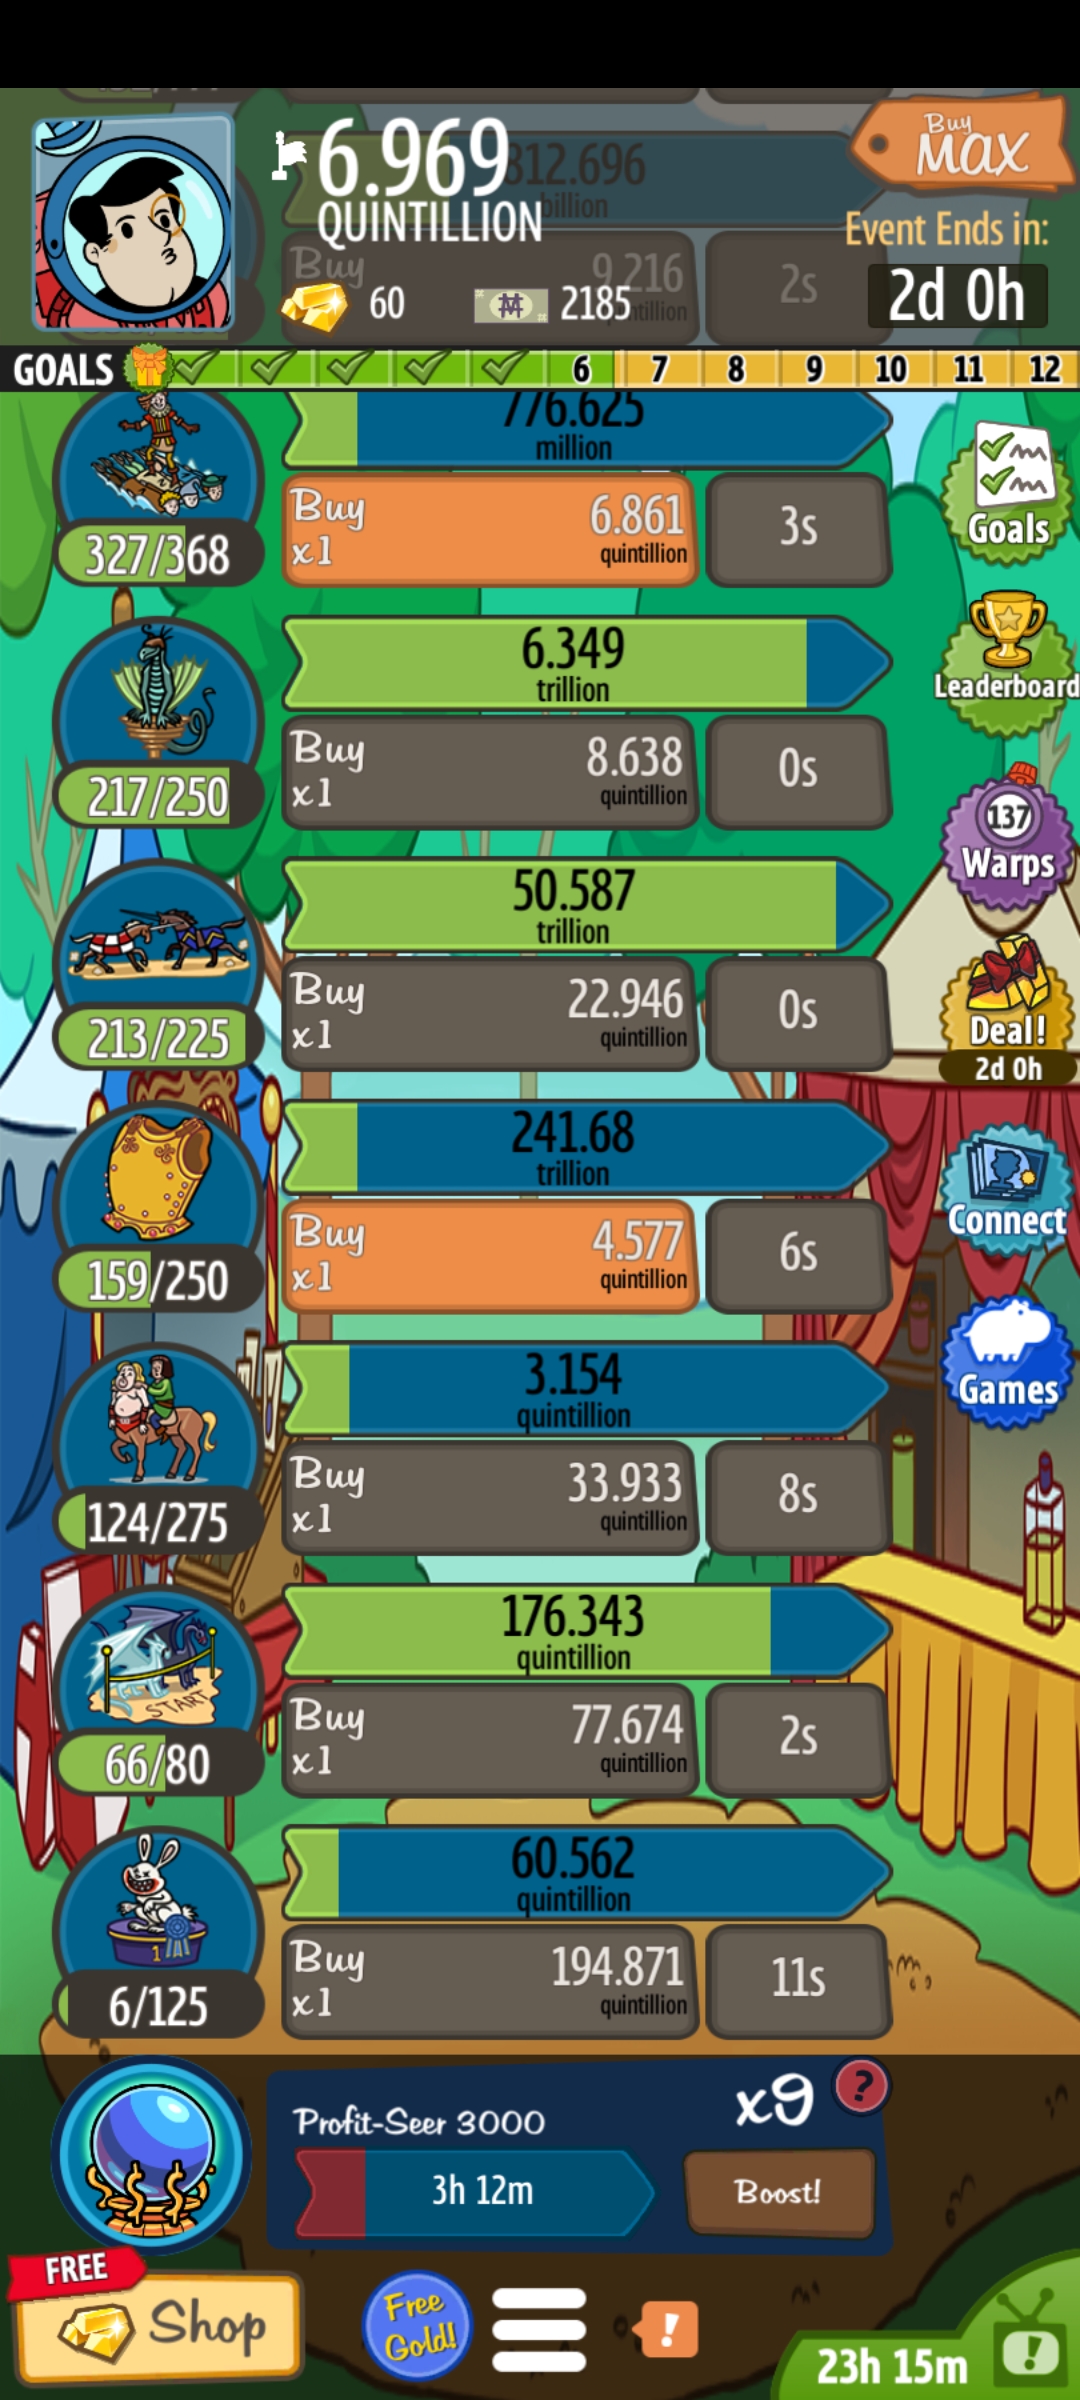 6.969
QUINTILLION
812.696
billion
Buy
MAX
Event Ends in:
2d 0h
Buy
9.216
2s
60
2185
GOALS
6
7
8
9
10
11
12
776.625
million
Buy
x1
6.861
quintillion
3s
327/368
Goals
6.349
trillion
Buy
x1
8.638
quintillion
0s
217/250
Leaderboard
137
Warps
50.587
trillion
Buy
x1
22.946
quintillion
0s
213/225
Deal!
2d 0h
241.68
trillion
Buy
x1
4.577
quintillion
6s
159/250
Connect
3.154
quintillion
Buy
x1
33.933
quintillion
8s
124/275
Games
176.343
quintillion
Buy
x1
77.674
quintillion
2s
START
66/80
60.562
quintillion
Buy
x1
194.871
quintillion
11s
1
6/125
Profit-Seer 3000
x9
?
3h 12m
Boost!
FREE
Shop
Free
Gold!
!
23h 15m
!